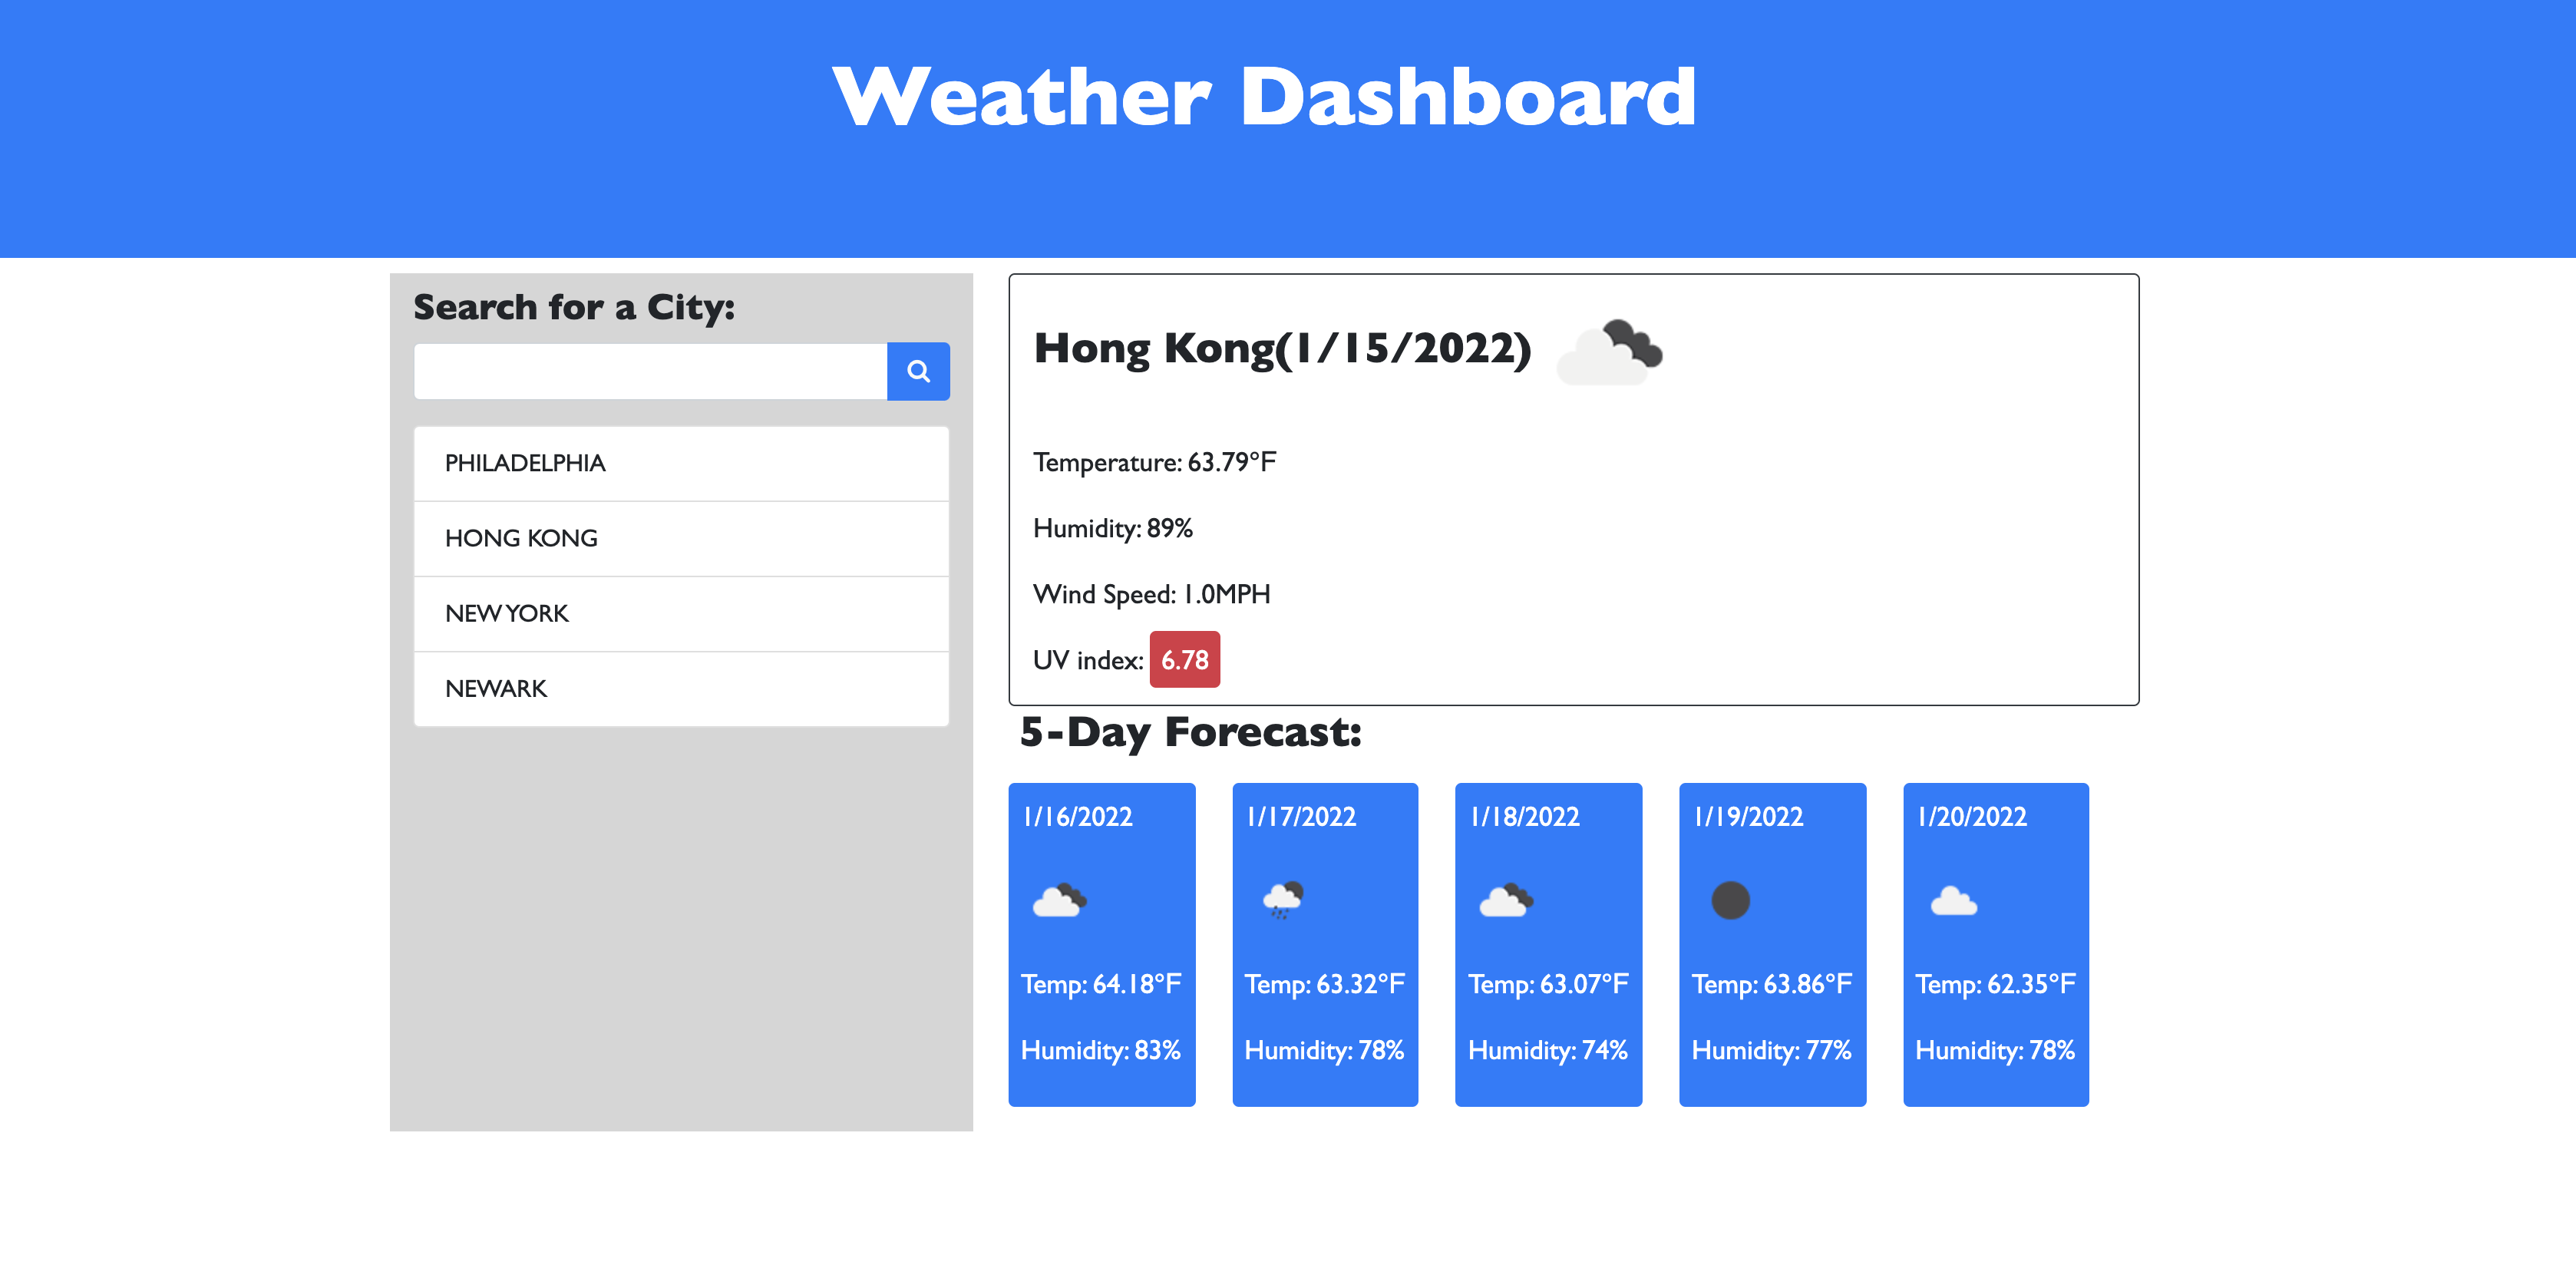 Weather Dashboard
Search for a City:
PHILADELPHIA
HONG KONG
NEW YORK
NEWARK
Hong Kong(1/15/2022)
Temperature: 63.79°F
Humidity: 89%
Wind Speed: 1.0MPH
UV index: 6.78
5-Day Forecast:
1/16/2022
Temp: 64.18°F
Humidity: 83%
1/17/2022
Temp: 63.32°F
Humidity: 78%
1/18/2022
Temp: 63.07°F
Humidity: 74%
1/19/2022
Temp: 63.86°F
Humidity: 77%
1/20/2022
Temp: 62.35°F
Humidity: 78%